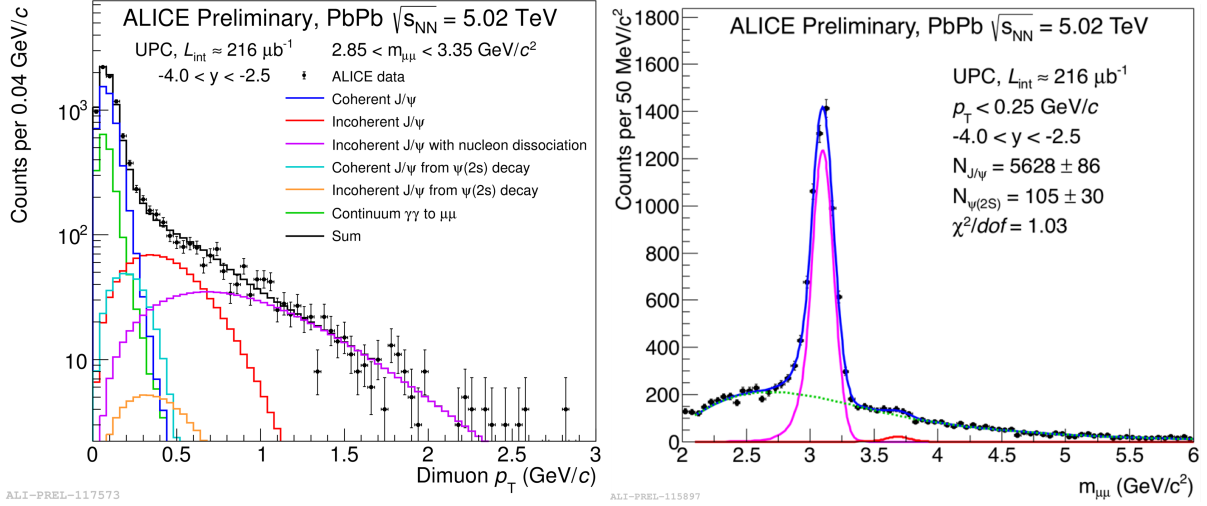 ALICE Preliminary, PbPb √sNN = 5.02 TeV
UPC, Lint ≈ 216 μb-1
2.85 < mμμ < 3.35 GeV/c2
-4.0 < y < -2.5
ALICE data
Coherent J/ψ
Incoherent J/ψ
Incoherent J/ψ with nucleon dissociation
Coherent J/ψ from ψ(2s) decay
Incoherent J/ψ from ψ(2s) decay
Continuum γγ to μμ
Sum
Counts per 0.04 GeV/c
103
102
10
0 0.5 1 1.5 2 2.5 3
Dimuon pT (GeV/c)
ALI-PREL-117573
ALICE Preliminary, PbPb √sNN = 5.02 TeV
UPC, Lint ≈ 216 μb-1
pT < 0.25 GeV/c
-4.0 < y < -2.5
NJ/ψ = 5628 ± 86
Nψ(2S) = 105 ± 30
χ2/dof = 1.03
Counts per 50 MeV/c2
1800
1600
1400
1200
1000
800
600
400
200
0
2 2.5 3 3.5 4 4.5 5 5.5 6
mμμ (GeV/c2)
ALI-PREL-115897